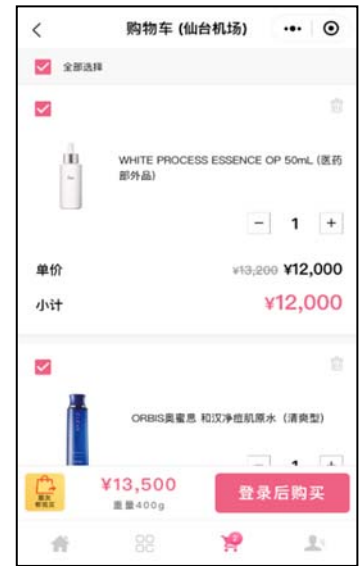 购物车 (仙台机场)
全部选择
WHITE PROCESS ESSENCE OP 50mL (医药
部外品)
− 1 +
单价 ¥13,200 ¥12,000
小计 ¥12,000
ORBIS奥蜜思 和汉净痘肌原水（清爽型）
− 1 +
¥13,500
重量400g
登录后购买